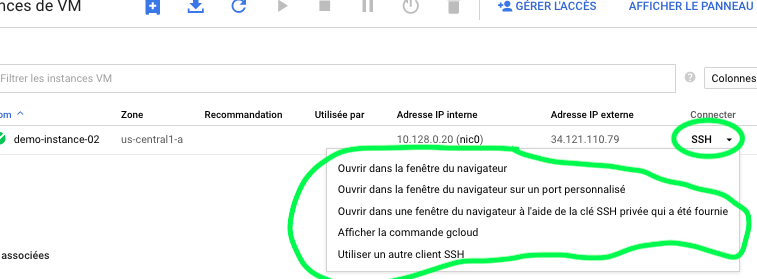 nces de VM
GÉRER L'ACCÈS
AFFICHER LE PANNEAU
Filtrer les instances VM
Colonnes
om
Zone
Recommandation
Utilisée par
Adresse IP interne
Adresse IP externe
Connecter
demo-instance-02
us-central1-a
10.128.0.20 (nic0)
34.121.110.79
SSH
Ouvrir dans la fenêtre du navigateur
Ouvrir dans la fenêtre du navigateur sur un port personnalisé
Ouvrir dans une fenêtre du navigateur à l'aide de la clé SSH privée qui a été fournie
Afficher la commande gcloud
Utiliser un autre client SSH
associées